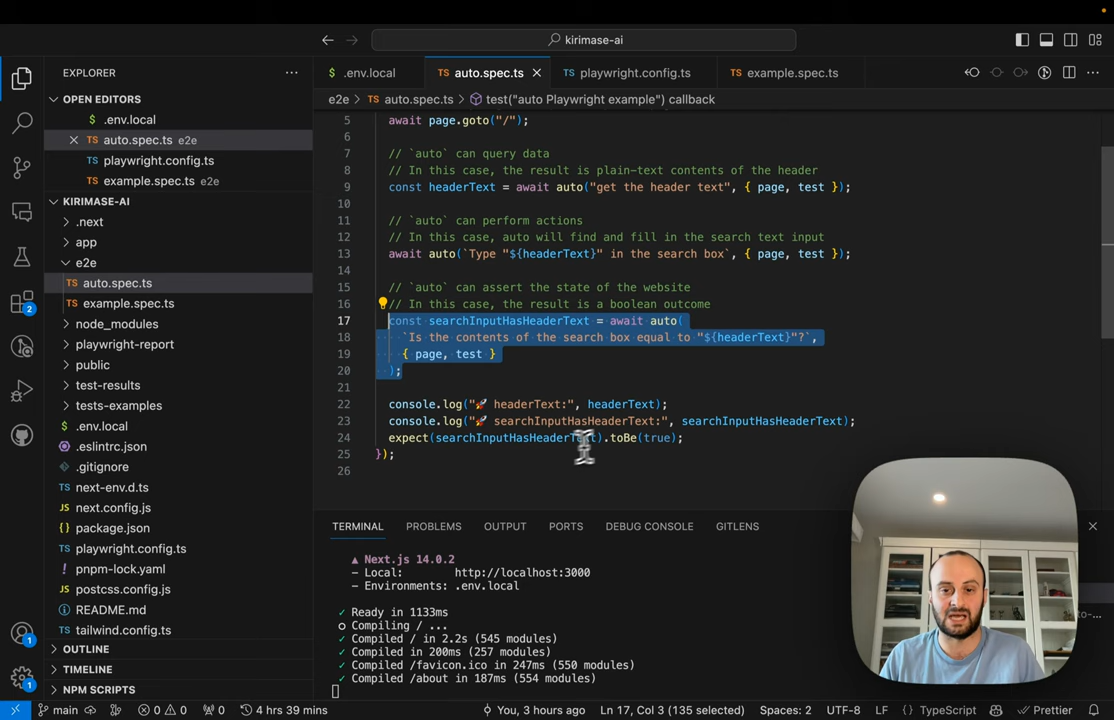 kirimase-ai
EXPLORER
OPEN EDITORS
.env.local
TS auto.spec.ts e2e
TS playwright.config.ts
TS example.spec.ts e2e
KIRIMASE-AI
.next
app
e2e
TS auto.spec.ts
TS example.spec.ts
node_modules
playwright-report
public
test-results
tests-examples
.env.local
.eslintrc.json
.gitignore
next-env.d.ts
next.config.js
package.json
playwright.config.ts
pnpm-lock.yaml
postcss.config.js
README.md
tailwind.config.ts
OUTLINE
TIMELINE
NPM SCRIPTS
2
1
1
.env.local TS auto.spec.ts TS playwright.config.ts TS example.spec.ts
e2e > TS auto.spec.ts > test("auto Playwright example") callback
5 await page.goto("/");
6
7 // `auto` can query data
8 // In this case, the result is plain-text contents of the header
9 const headerText = await auto("get the header text", { page, test });
10
11 // `auto` can perform actions
12 // In this case, auto will find and fill in the search text input
13 await auto(`Type "${headerText}" in the search box`, { page, test });
14
15 // `auto` can assert the state of the website
16 // In this case, the result is a boolean outcome
17 const searchInputHasHeaderText = await auto(
18 `Is the contents of the search box equal to "${headerText}"?`,
19 { page, test }
20 );
21
22 console.log("🚀 headerText:", headerText);
23 console.log("🚀 searchInputHasHeaderText:", searchInputHasHeaderText);
24 expect(searchInputHasHeaderText).toBe(true);
25 });
26
TERMINAL PROBLEMS OUTPUT PORTS DEBUG CONSOLE GITLENS
▲ Next.js 14.0.2
- Local: http://localhost:3000
- Environments: .env.local
✓ Ready in 1133ms
○ Compiling / ...
✓ Compiled / in 2.2s (545 modules)
✓ Compiled in 200ms (257 modules)
✓ Compiled /favicon.ico in 247ms (550 modules)
✓ Compiled /about in 187ms (554 modules)
main 0 0 0 4 hrs 39 mins You, 3 hours ago Ln 17, Col 3 (135 selected) Spaces: 2 UTF-8 LF TypeScript Prettier